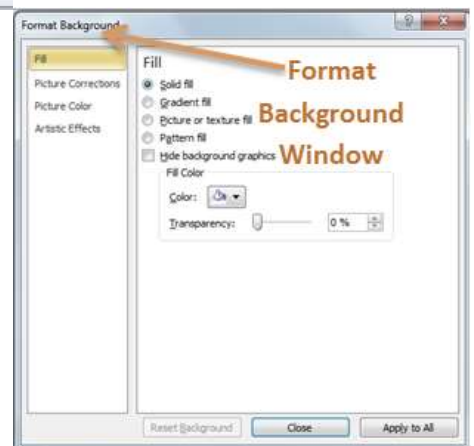 Format Background
Fill
Picture Corrections
Picture Color
Artistic Effects
Fill
Solid fill
Gradient fill
Picture or texture fill
Pattern fill
Hide background graphics
Fill Color
Color:
Transparency:
0 %
Format
Background
Window
Reset Background
Close
Apply to All